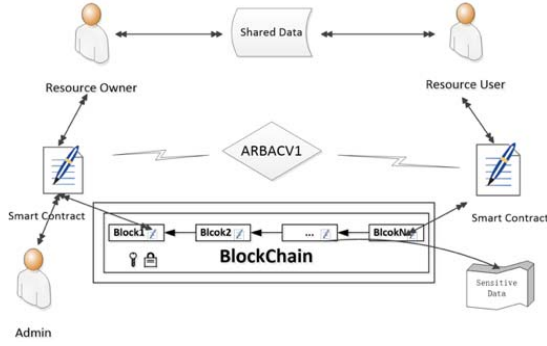 Shared Data
Resource Owner
Resource User
ARBACV1
Smart Contract
Smart Contract
Block1
Blcok2
...
BlcokN
BlockChain
Sensitive
Data
Admin